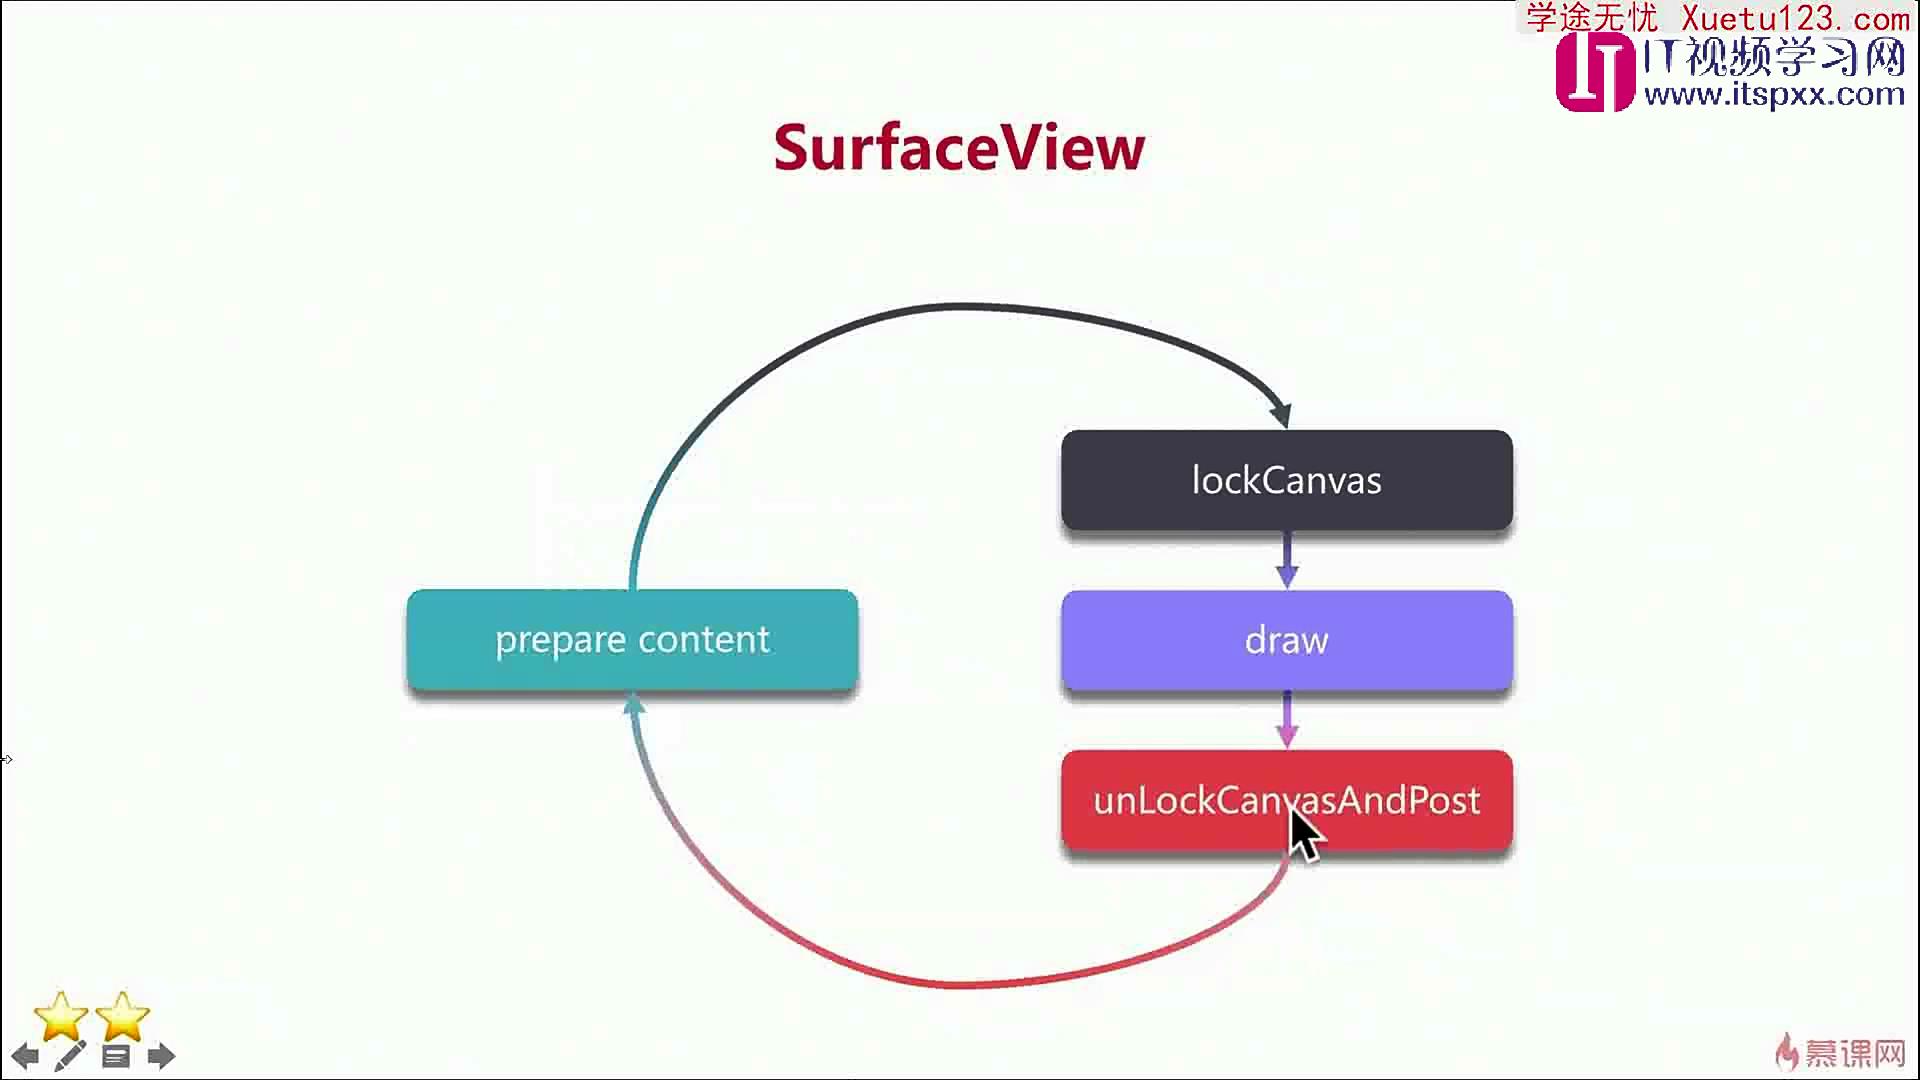 学途无忧 Xuetu123.com
IT视频学习网
www.itspxx.com
SurfaceView
lockCanvas
prepare content
draw
unLockCanvasAndPost
慕课网